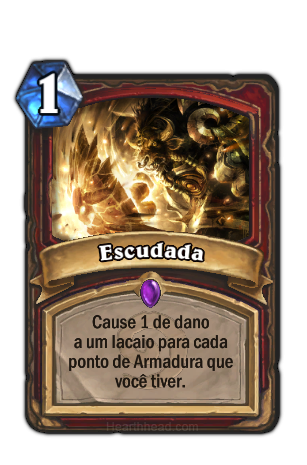 1
Escudada
Cause 1 de dano
a um lacaio para cada
ponto de Armadura que
você tiver.
Hearthhead.com